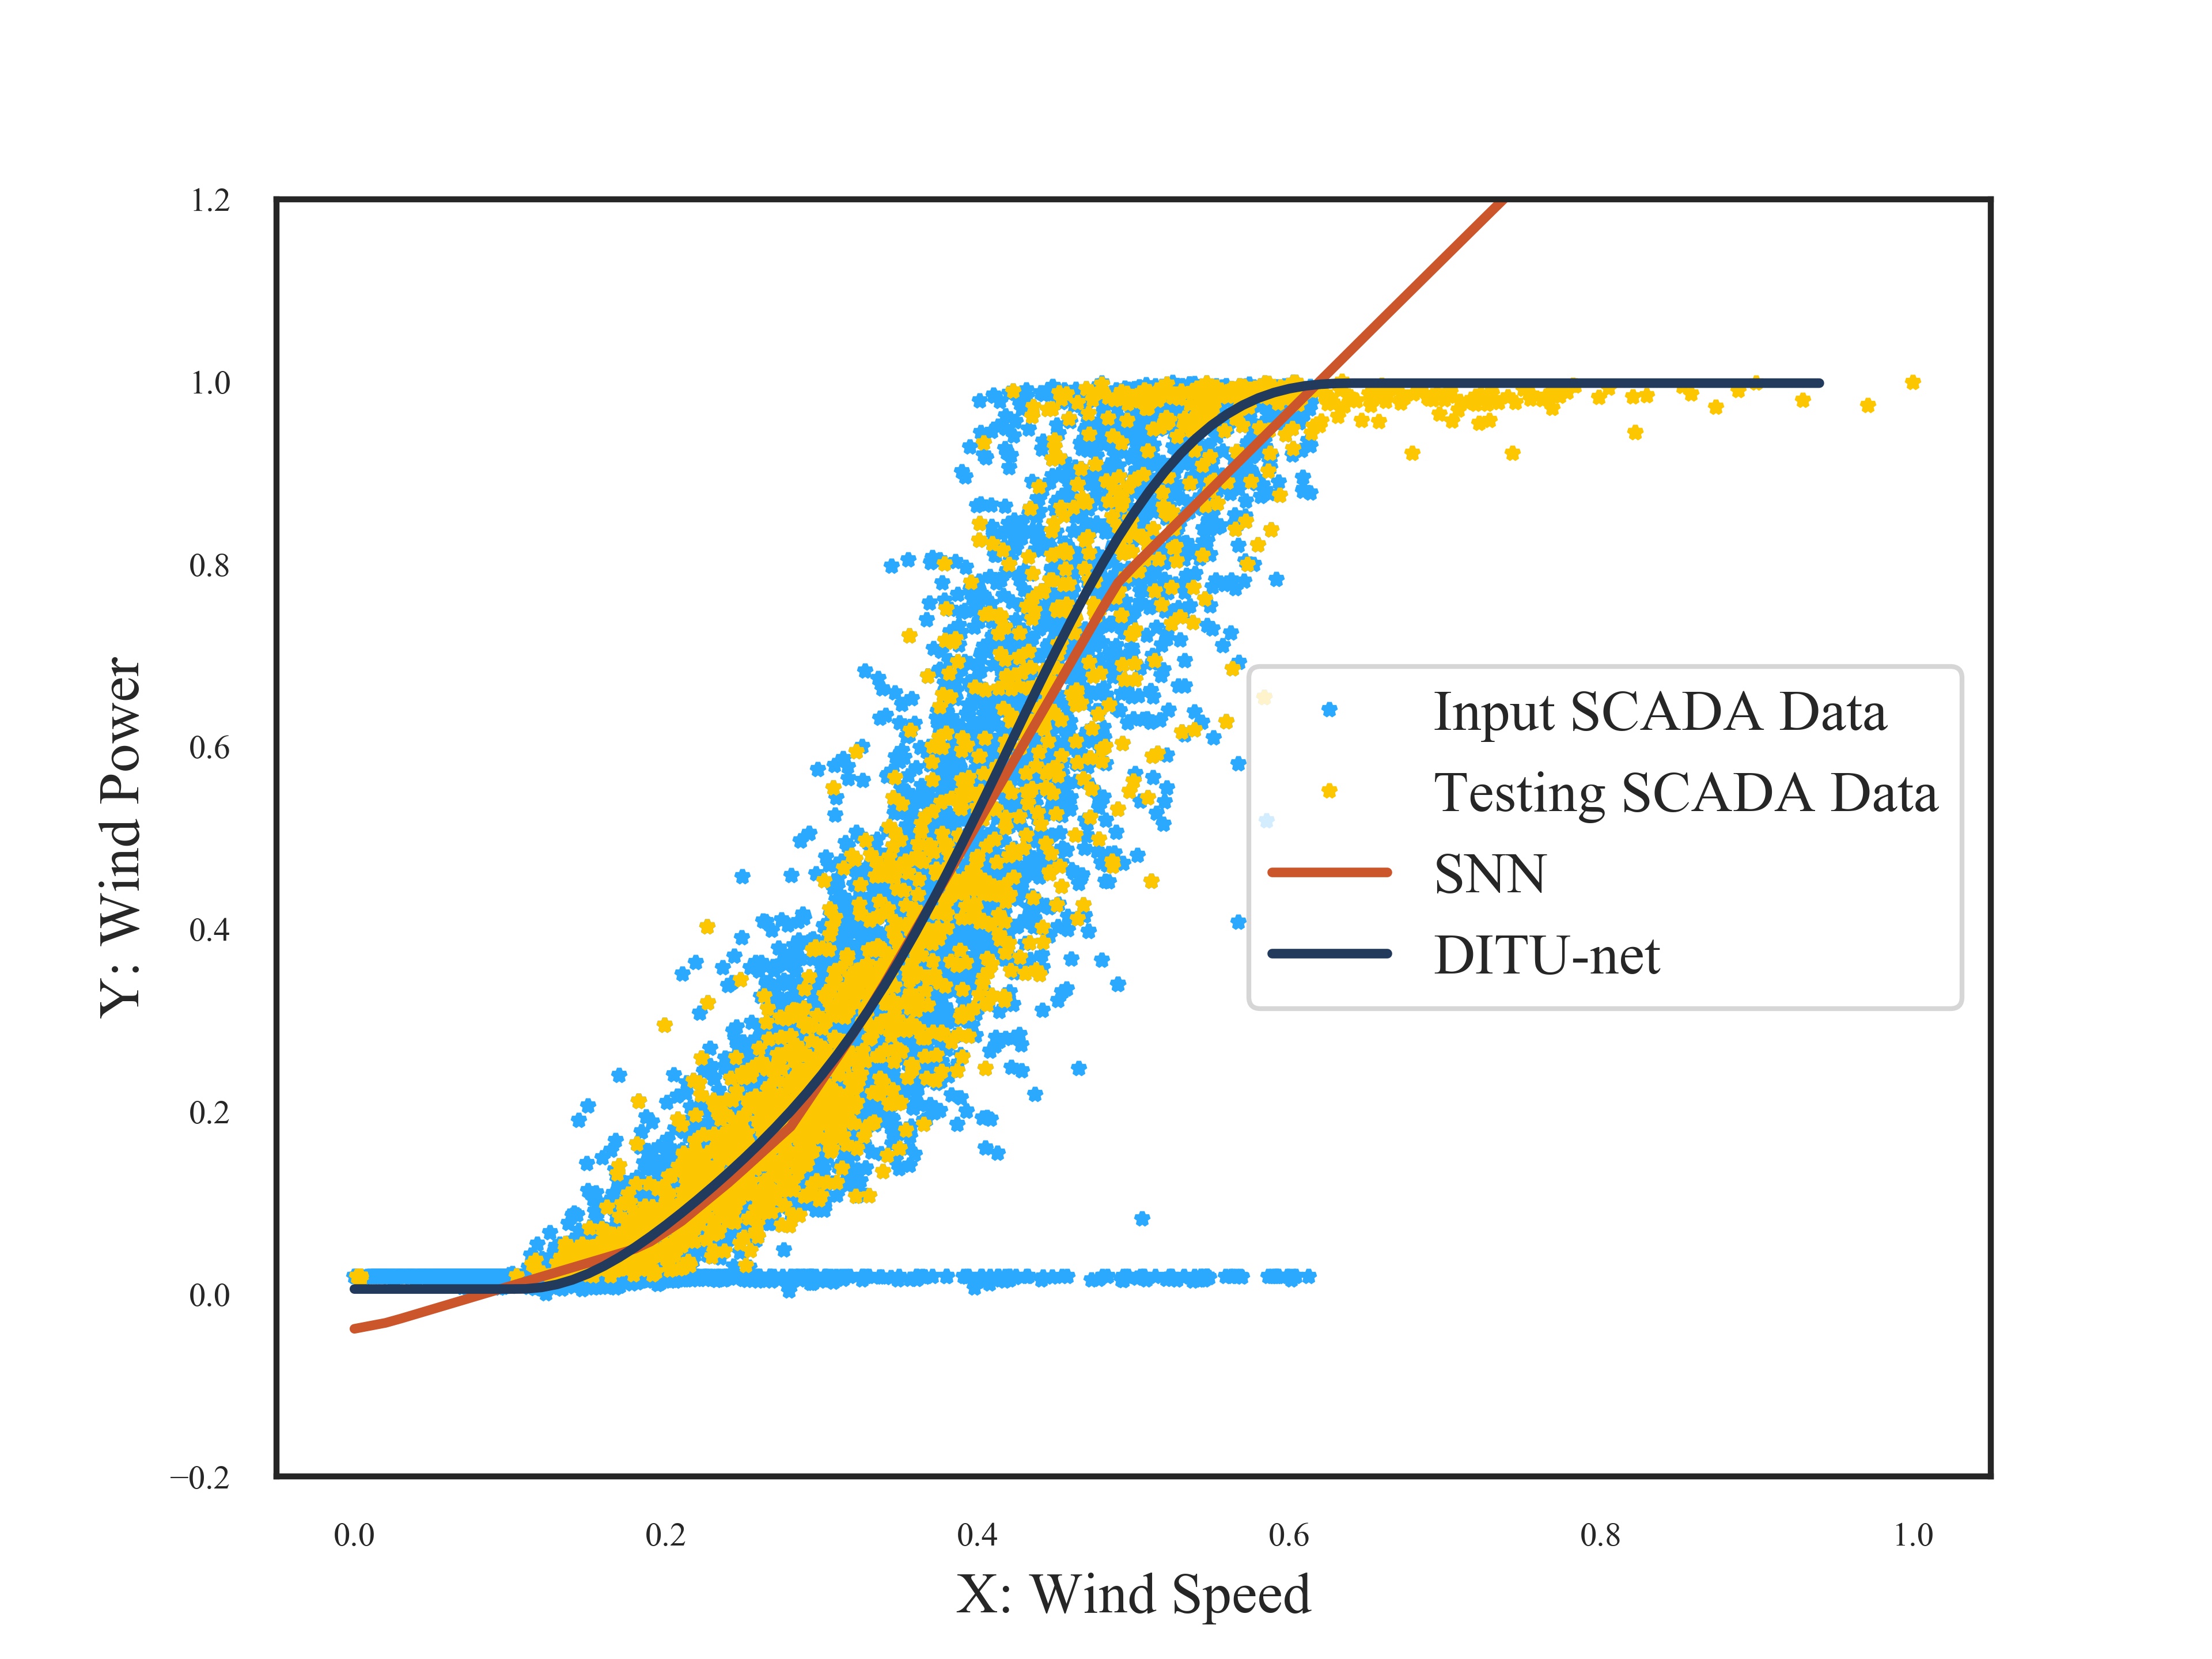 1.2
1.0
0.8
0.6
0.4
0.2
0.0
−0.2
Y: Wind Power
Input SCADA Data
Testing SCADA Data
SNN
DITU-net
0.0 0.2 0.4 0.6 0.8 1.0
X: Wind Speed